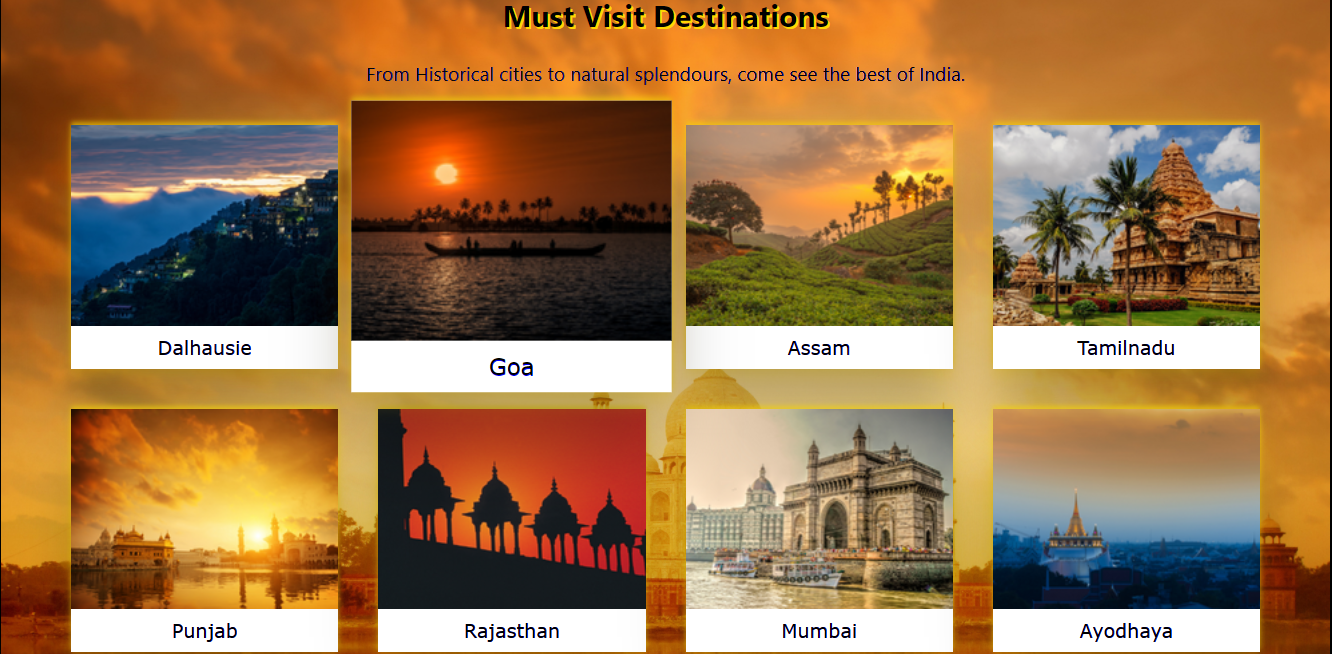 Must Visit Destinations
From Historical cities to natural splendours, come see the best of India.
Dalhausie
Goa
Assam
Tamilnadu
Punjab
Rajasthan
Mumbai
Ayodhaya